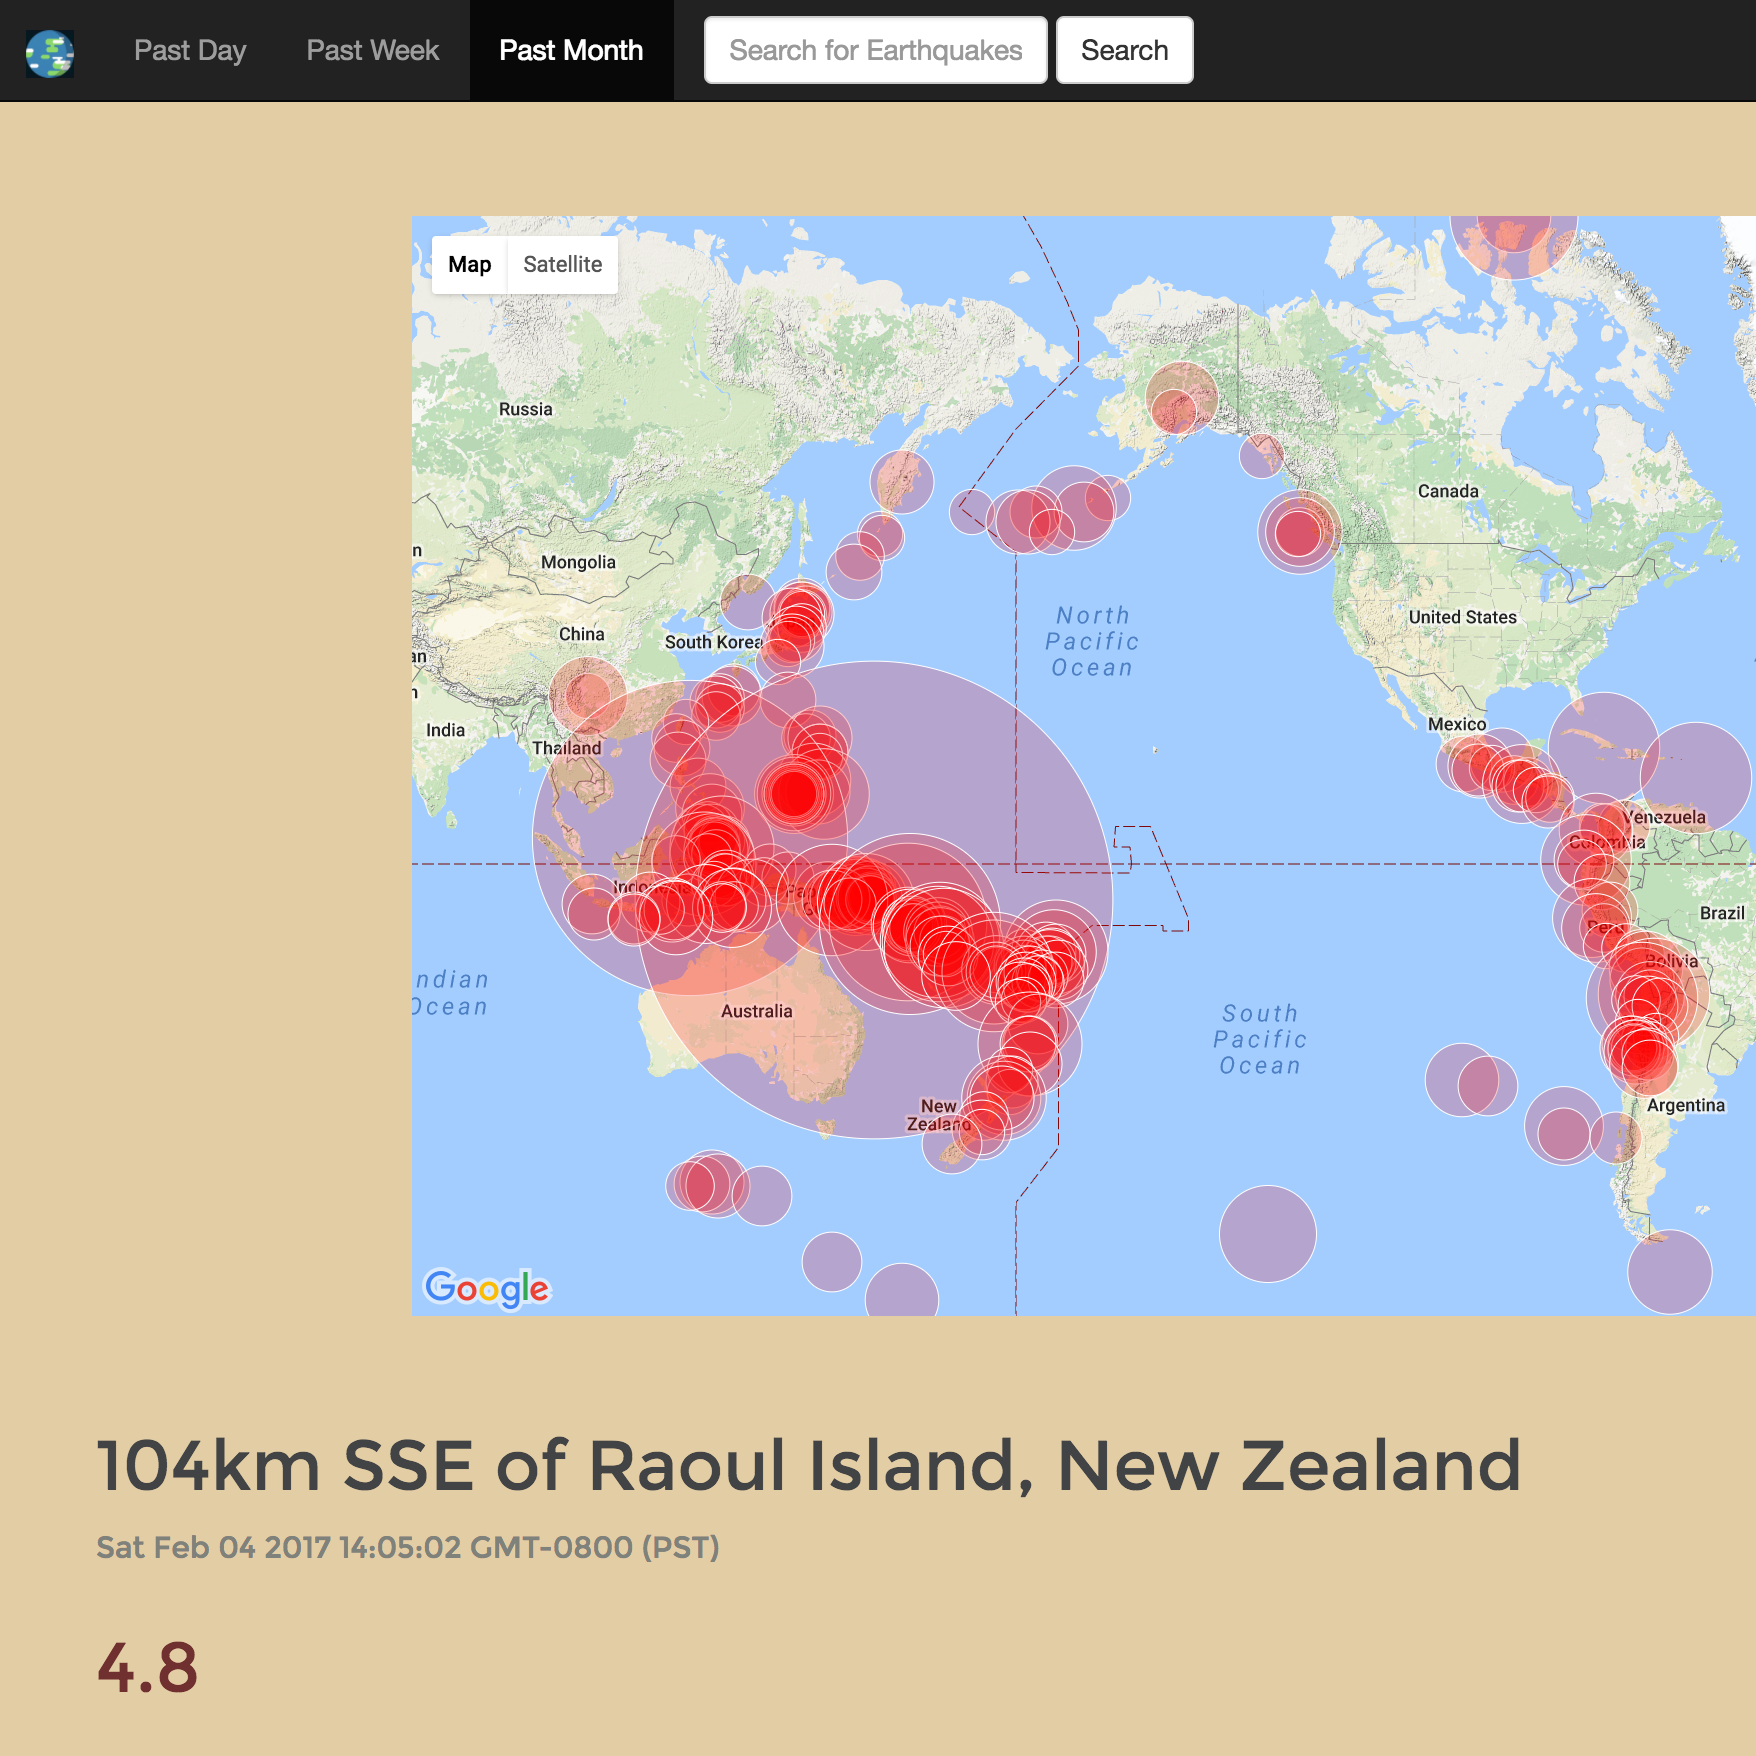 Past Day
Past Week
Past Month
Search for Earthquakes
Search
Map
Satellite
Russia
Canada
Mongolia
North
Pacific
Ocean
United States
China
South Korea
India
Mexico
Thailand
Venezuela
Colombia
Indonesia
Brazil
Peru
Bolivia
ndian
Ocean
Australia
South
Pacific
Ocean
New
Zealand
Argentina
Google
104km SSE of Raoul Island, New Zealand
Sat Feb 04 2017 14:05:02 GMT-0800 (PST)
4.8